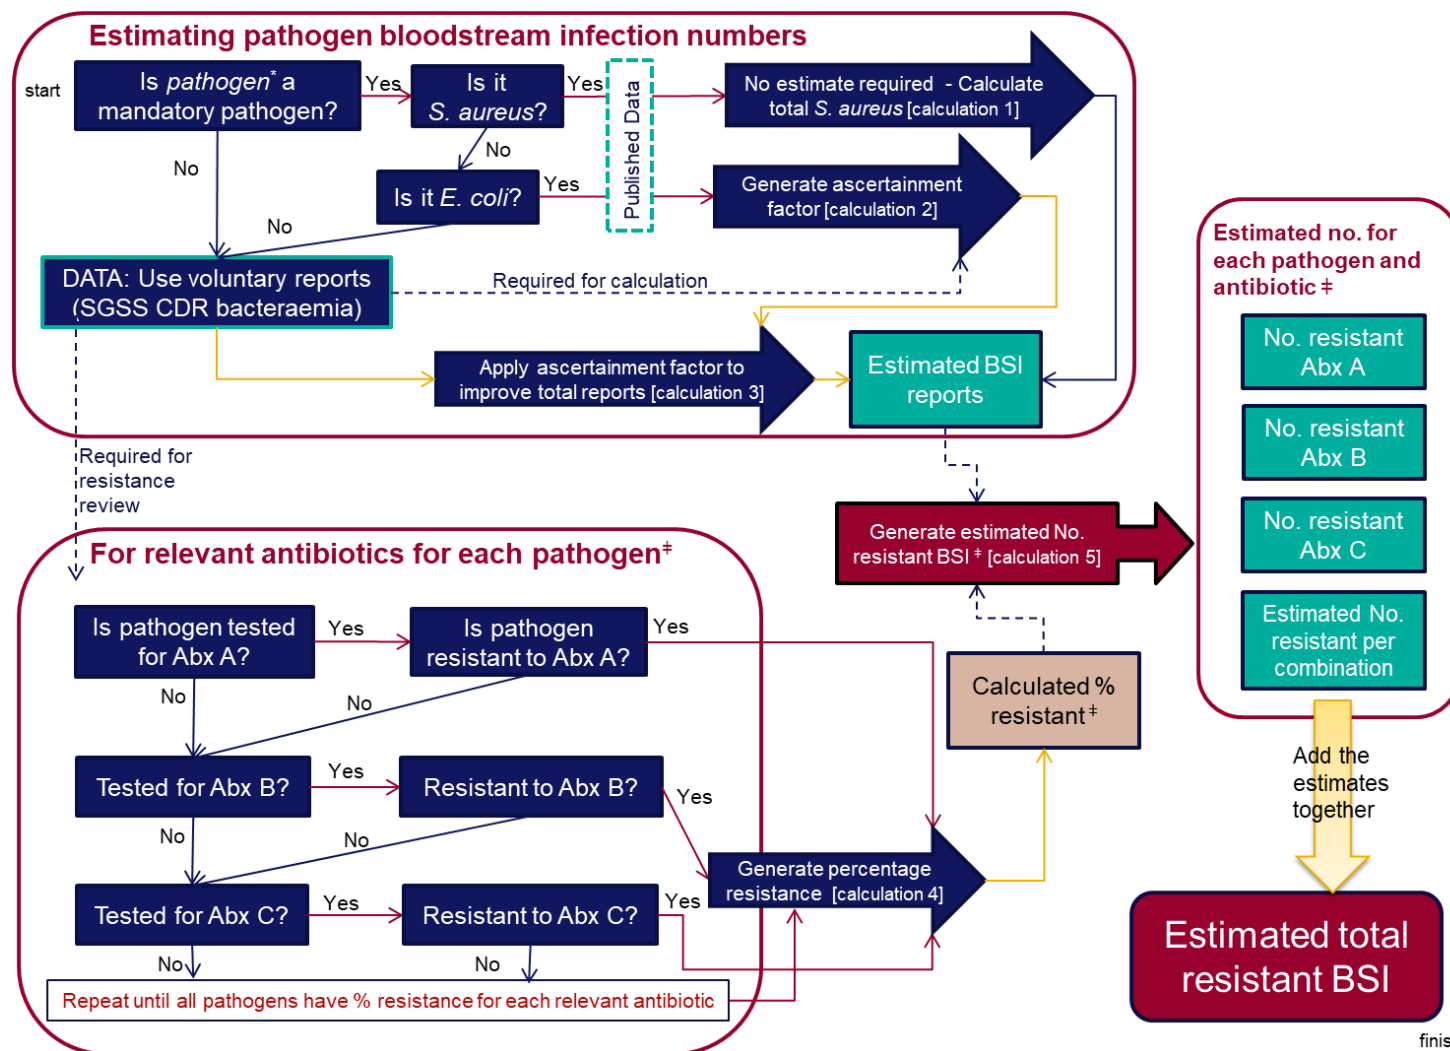 Estimating pathogen bloodstream infection numbers
start
Is pathogen* a
mandatory pathogen?
Yes
Is it
S. aureus?
Yes
Published Data
No estimate required - Calculate
total S. aureus [calculation 1]
No
No
Is it E. coli?
Yes
Generate ascertainment
factor [calculation 2]
No
DATA: Use voluntary reports
(SGSS CDR bacteraemia)
Required for calculation
Apply ascertainment factor to
improve total reports [calculation 3]
Estimated BSI
reports
Required for
resistance
review
For relevant antibiotics for each pathogen‡
Is pathogen tested
for Abx A?
Yes
Is pathogen
resistant to Abx A?
Yes
No
No
Tested for Abx B?
Yes
Resistant to Abx B?
Yes
No
No
Tested for Abx C?
Yes
Resistant to Abx C?
Yes
No
No
Repeat until all pathogens have % resistance for each relevant antibiotic
Generate percentage
resistance [calculation 4]
Calculated %
resistant ‡
Generate estimated No.
resistant BSI ‡ [calculation 5]
Estimated no. for
each pathogen and
antibiotic ‡
No. resistant
Abx A
No. resistant
Abx B
No. resistant
Abx C
Estimated No.
resistant per
combination
Add the
estimates
together
Estimated total
resistant BSI
finis